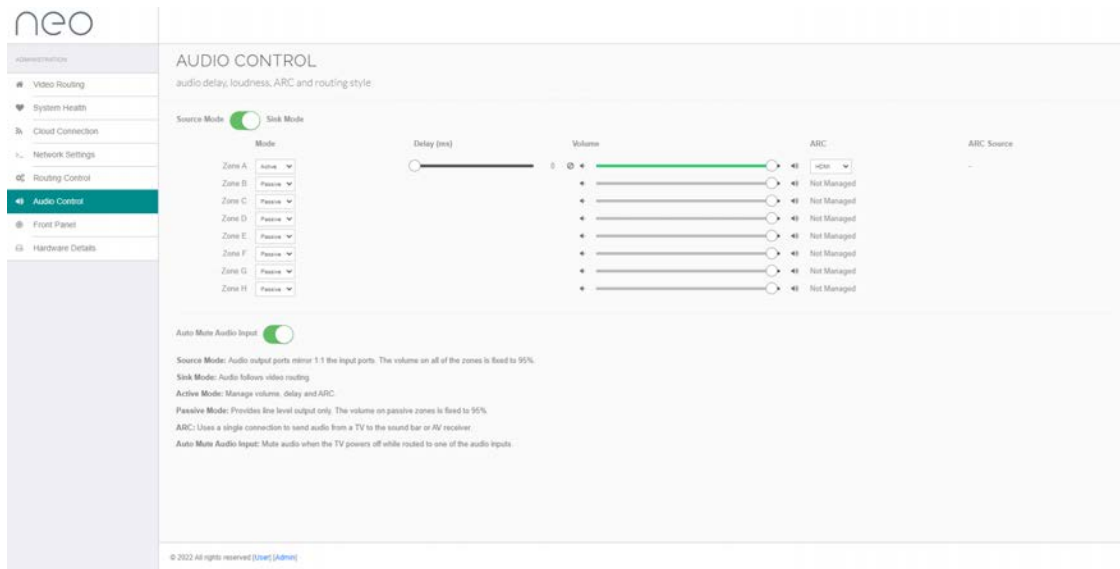 neo
ADMINISTRATION
Video Routing
System Health
Cloud Connection
Network Settings
Routing Control
Audio Control
Front Panel
Hardware Details
AUDIO CONTROL
audio delay, loudness, ARC and routing style.
Source Mode Sink Mode
Mode Delay (ms) Volume ARC ARC Source
Zone A Active 0 HDMI -
Zone B Passive Not Managed
Zone C Passive Not Managed
Zone D Passive Not Managed
Zone E Passive Not Managed
Zone F Passive Not Managed
Zone G Passive Not Managed
Zone H Passive Not Managed
Auto Mute Audio Input
Source Mode: Audio output ports mirror 1:1 the input ports. The volume on all of the zones is fixed to 95%.
Sink Mode: Audio follows video routing.
Active Mode: Manage volume, delay and ARC.
Passive Mode: Provides line level output only. The volume on passive zones is fixed to 95%.
ARC: Uses a single connection to send audio from a TV to the sound bar or AV receiver.
Auto Mute Audio Input: Mute audio when the TV powers off while routed to one of the audio inputs.
© 2022 All rights reserved [User] [Admin]